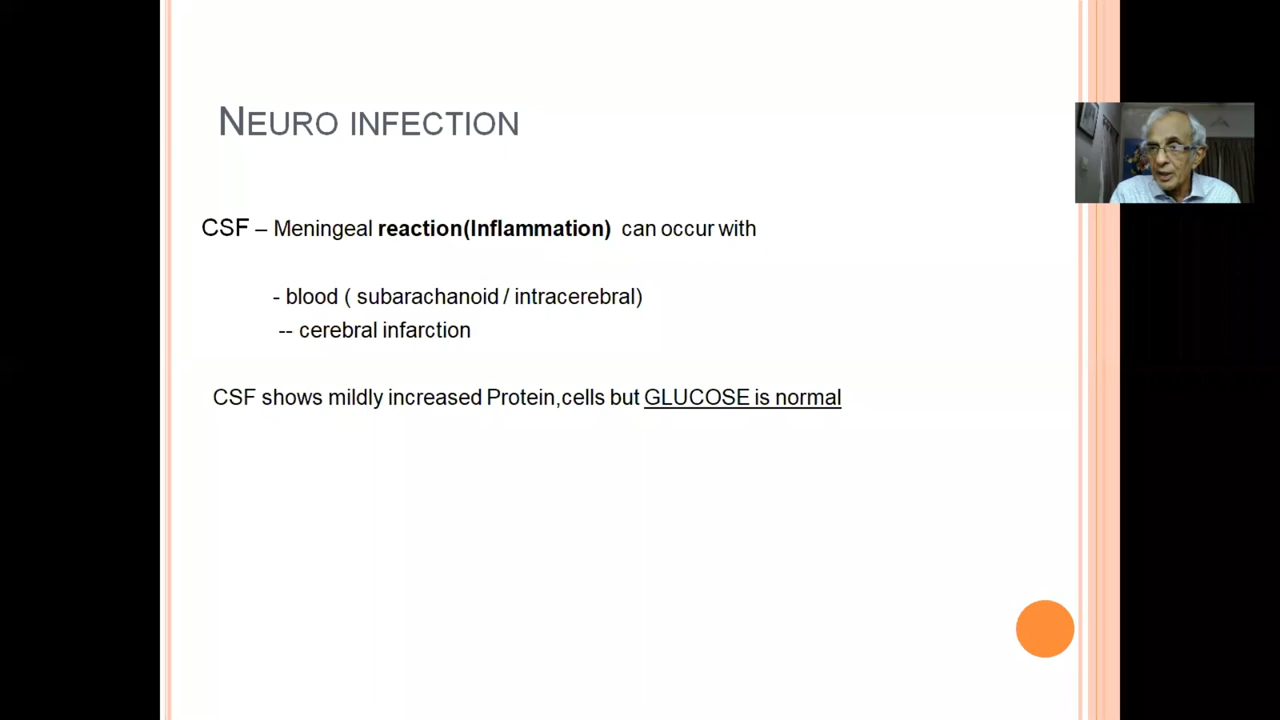 NEURO INFECTION
CSF – Meningeal reaction(Inflammation) can occur with
- blood ( subarachanoid / intracerebral)
-- cerebral infarction
CSF shows mildly increased Protein,cells but GLUCOSE is normal